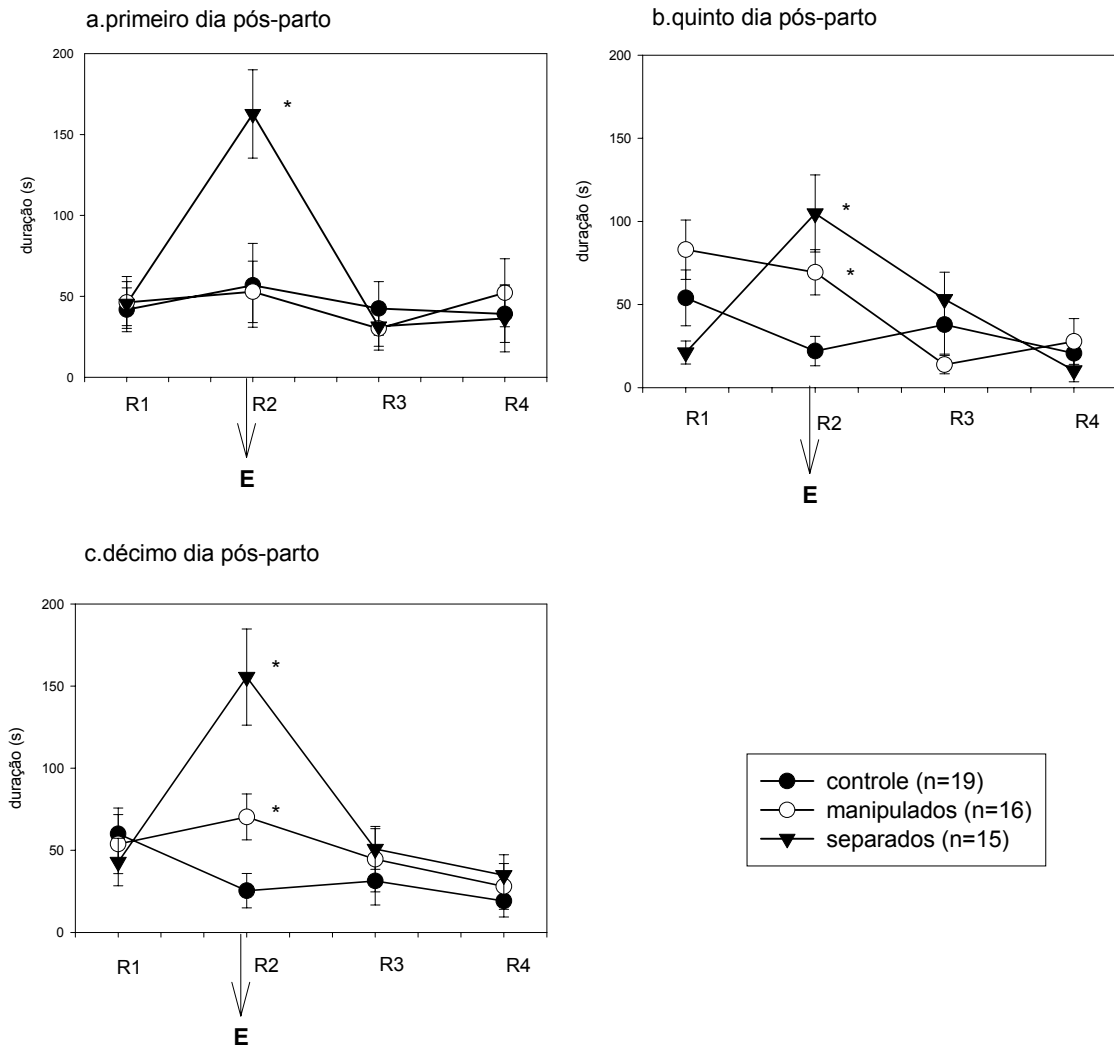 a.primeiro dia pós-parto
200
150
100
50
0
duração (s)
*
R1
R2
R3
R4
E
b.quinto dia pós-parto
200
150
100
50
0
duração (s)
*
*
R1
R2
R3
R4
E
c.décimo dia pós-parto
200
150
100
50
0
duração (s)
*
*
R1
R2
R3
R4
E
controle (n=19)
manipulados (n=16)
separados (n=15)